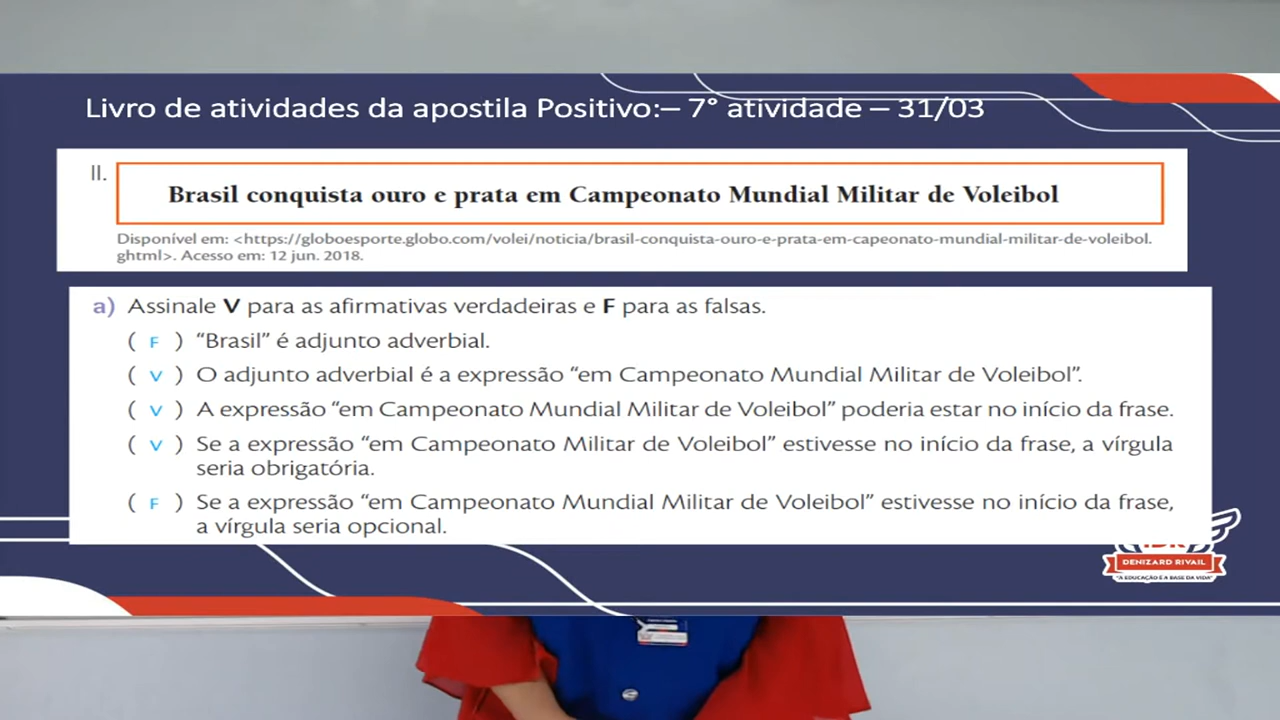 Livro de atividades da apostila Positivo:– 7° atividade – 31/03
II.
Brasil conquista ouro e prata em Campeonato Mundial Militar de Voleibol
Disponível em: <https://globoesporte.globo.com/volei/noticia/brasil-conquista-ouro-e-prata-em-capeonato-mundial-militar-de-voleibol.
ghtml>. Acesso em: 12 jun. 2018.
a) Assinale V para as afirmativas verdadeiras e F para as falsas.
( F ) “Brasil” é adjunto adverbial.
( V ) O adjunto adverbial é a expressão “em Campeonato Mundial Militar de Voleibol”.
( V ) A expressão “em Campeonato Mundial Militar de Voleibol” poderia estar no início da frase.
( V ) Se a expressão “em Campeonato Militar de Voleibol” estivesse no início da frase, a vírgula
seria obrigatória.
( F ) Se a expressão “em Campeonato Mundial Militar de Voleibol” estivesse no início da frase,
a vírgula seria opcional.
DENIZARD RIVAIL
"A EDUCAÇÃO É A BASE DA VIDA"